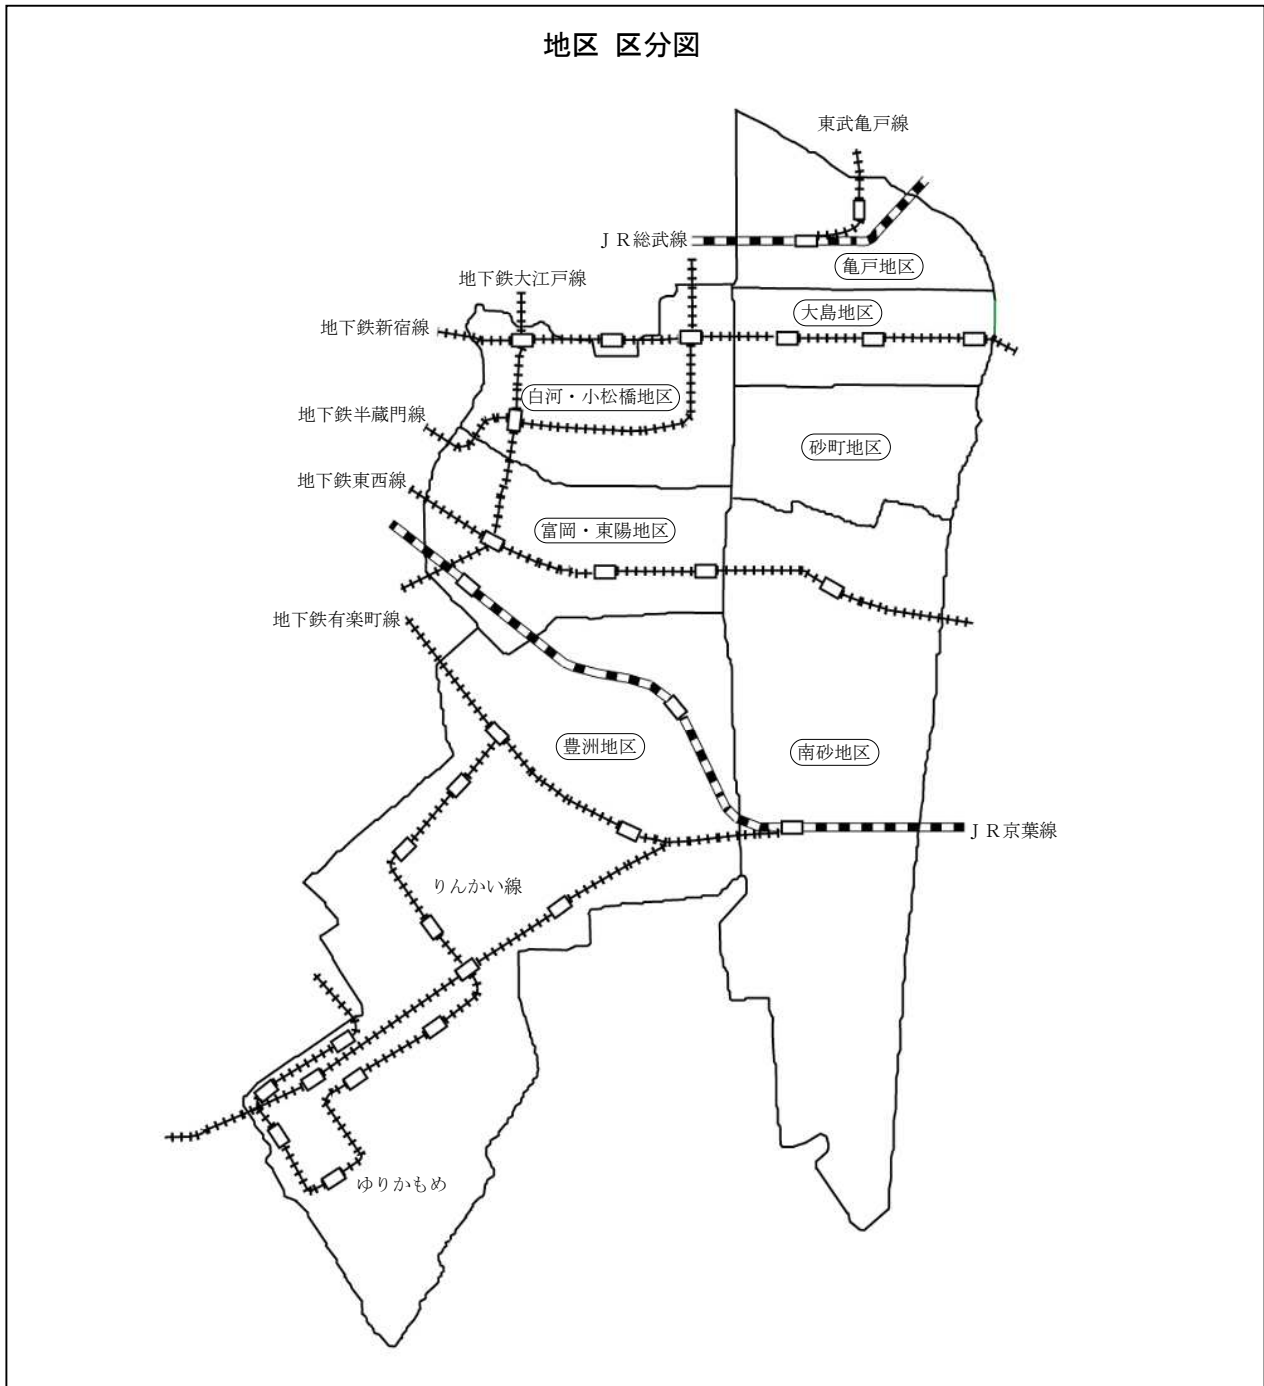 地区 区分図
東武亀戸線
ＪＲ総武線
亀戸地区
地下鉄大江戸線
大島地区
地下鉄新宿線
白河・小松橋地区
地下鉄半蔵門線
砂町地区
地下鉄東西線
富岡・東陽地区
地下鉄有楽町線
豊洲地区
南砂地区
ＪＲ京葉線
りんかい線
ゆりかもめ